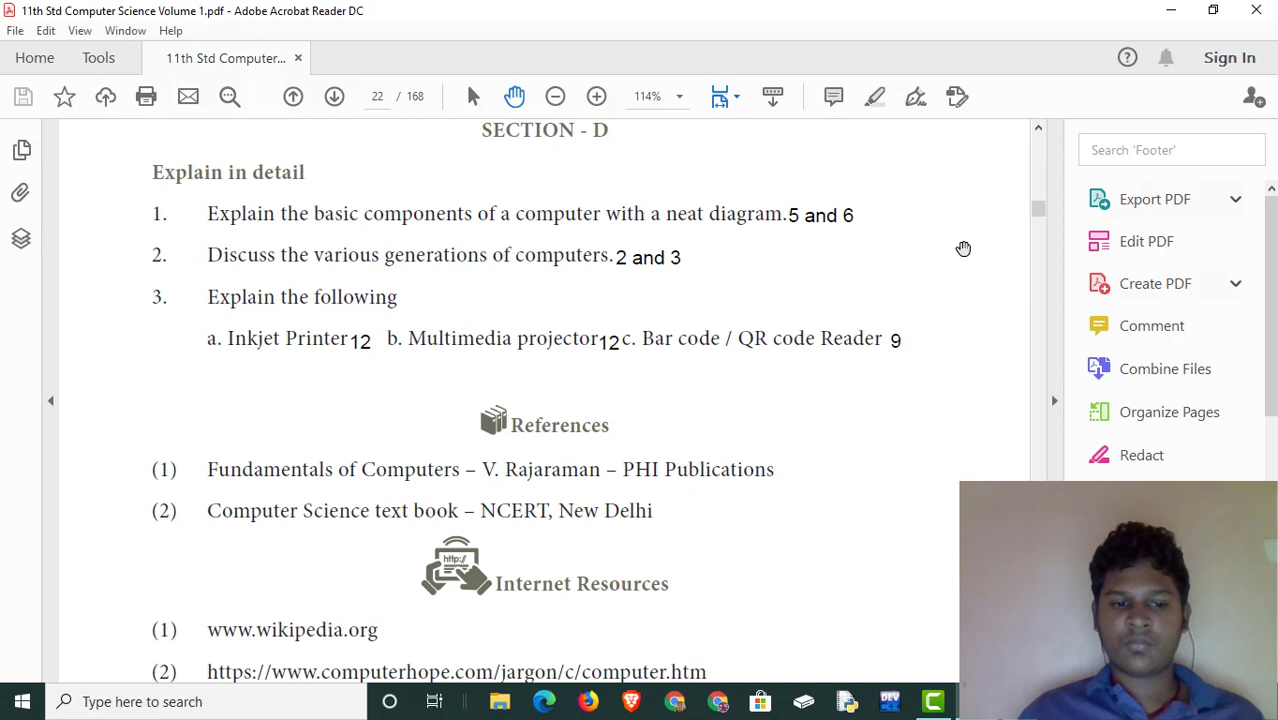 11th Std Computer Science Volume 1.pdf - Adobe Acrobat Reader DC
File Edit View Window Help
Home Tools 11th Std Computer... × Sign In
22 / 168 114%
SECTION - D
Explain in detail
1. Explain the basic components of a computer with a neat diagram. 5 and 6
2. Discuss the various generations of computers. 2 and 3
3. Explain the following
a. Inkjet Printer 12 b. Multimedia projector 12 c. Bar code / QR code Reader 9
References
(1) Fundamentals of Computers – V. Rajaraman – PHI Publications
(2) Computer Science text book – NCERT, New Delhi
http://
Internet Resources
(1) www.wikipedia.org
(2) https://www.computerhope.com/jargon/c/computer.htm
Search 'Footer'
Export PDF
Edit PDF
Create PDF
Comment
Combine Files
Organize Pages
Redact
Type here to search
DEV